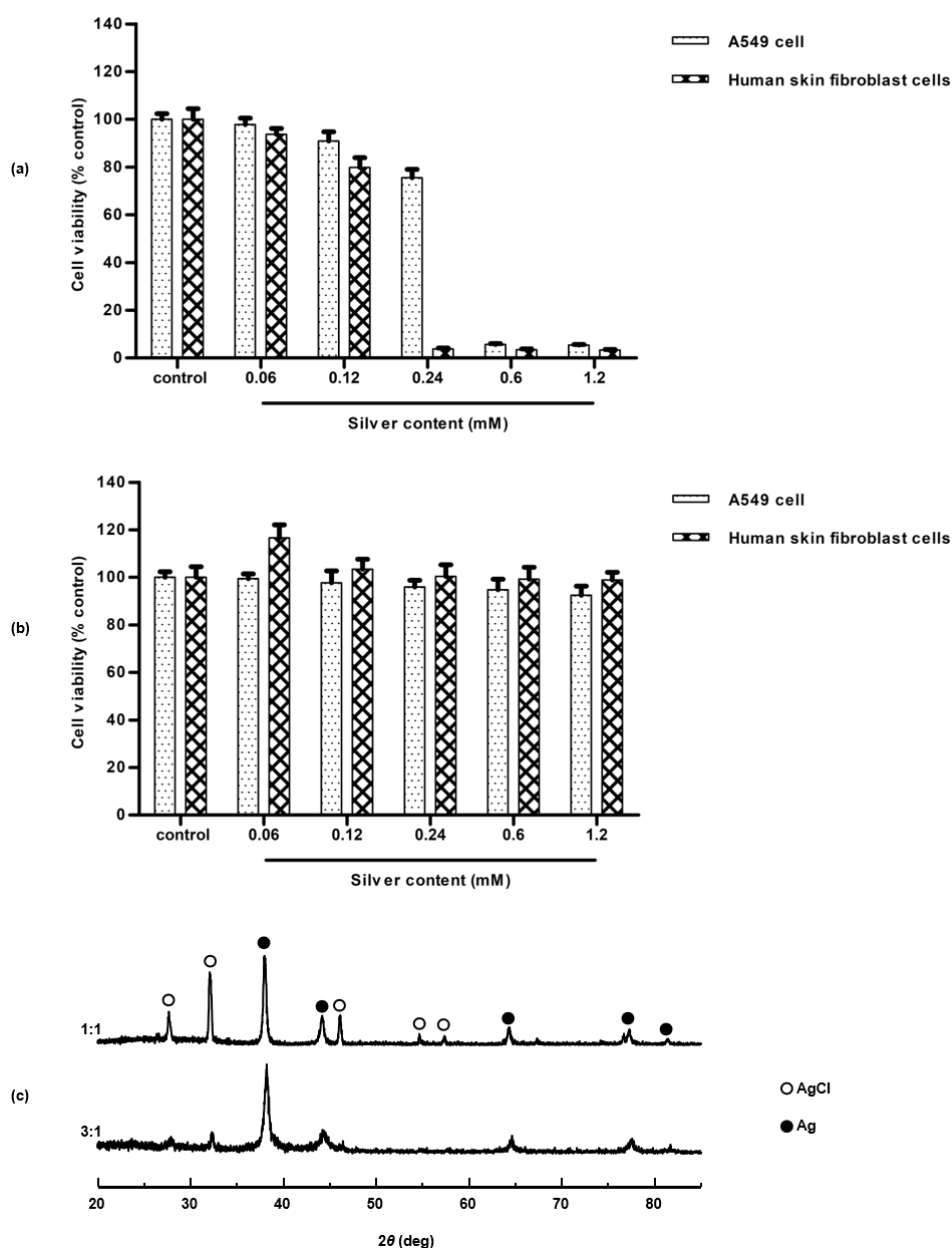 140
120
100
80
60
40
20
0
Cell viability (% control)
(a)
A549 cell
Human skin fibroblast cells
control 0.06 0.12 0.24 0.6 1.2
Silver content (mM)
140
120
100
80
60
40
20
0
Cell viability (% control)
(b)
A549 cell
Human skin fibroblast cells
control 0.06 0.12 0.24 0.6 1.2
Silver content (mM)
(c)
1:1
3:1
AgCl
Ag
20 30 40 50 60 70 80
2θ (deg)